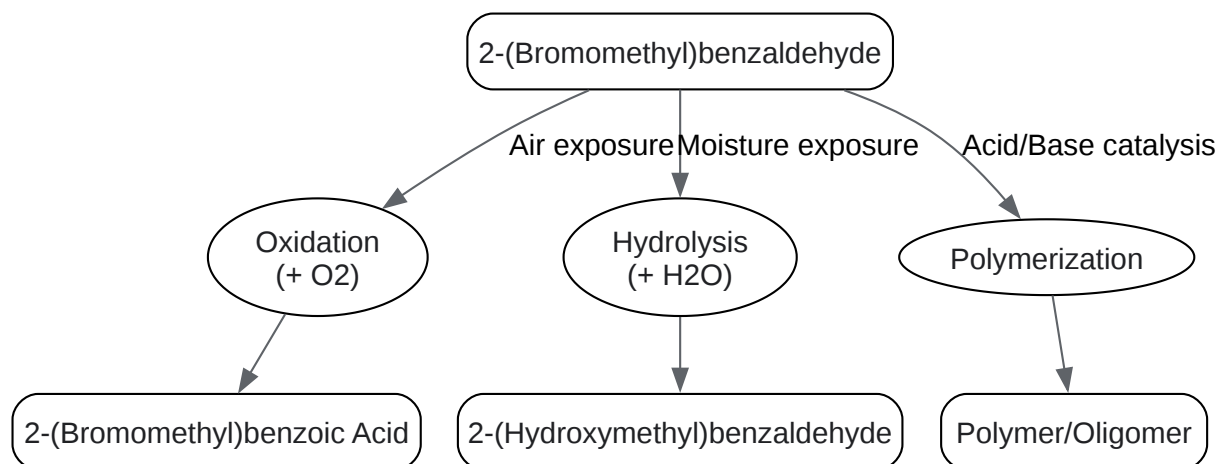 2-(Bromomethyl)benzaldehyde
Air exposure
Moisture exposure
Acid/Base catalysis
Oxidation
(+ O2)
Hydrolysis
(+ H2O)
Polymerization
2-(Bromomethyl)benzoic Acid
2-(Hydroxymethyl)benzaldehyde
Polymer/Oligomer